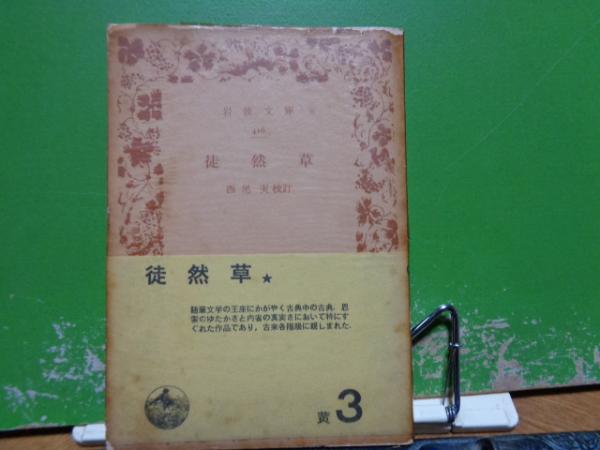 岩波文庫
416
徒然草
西尾実校訂
徒然草★
随筆文学の王座にかがやく古典中の古典．思
索のゆたかさと内省の真実さにおいて特にす
ぐれた作品であり，古来各階級に親しまれた．
黄3